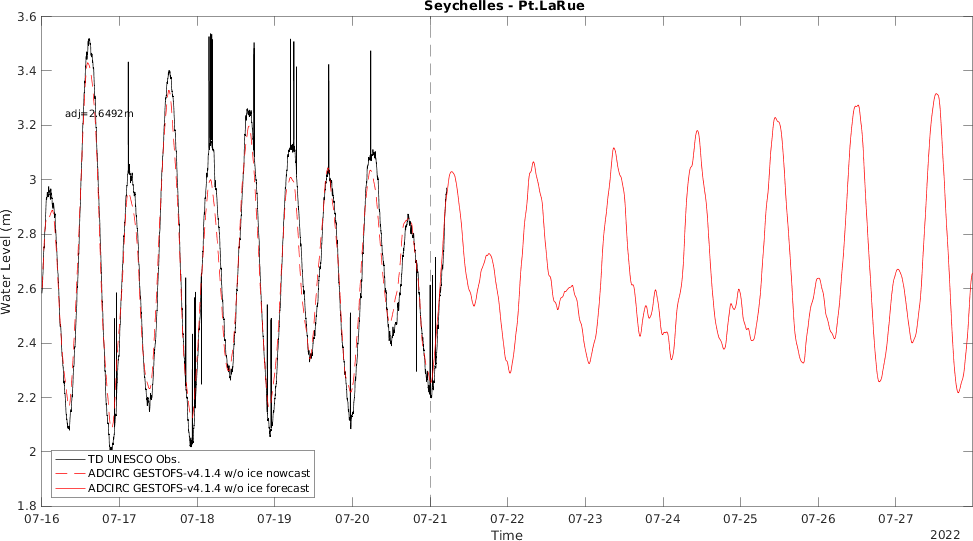 Seychelles - Pt.LaRue
3.6
3.4
adj=2.6492m
3.2
3
2.8
Water Level (m)
2.6
2.4
2.2
2
TD UNESCO Obs.
ADCIRC GESTOFS-v4.1.4 w/o ice nowcast
ADCIRC GESTOFS-v4.1.4 w/o ice forecast
1.8
07-16 07-17 07-18 07-19 07-20 07-21 07-22 07-23 07-24 07-25 07-26 07-27
Time
2022